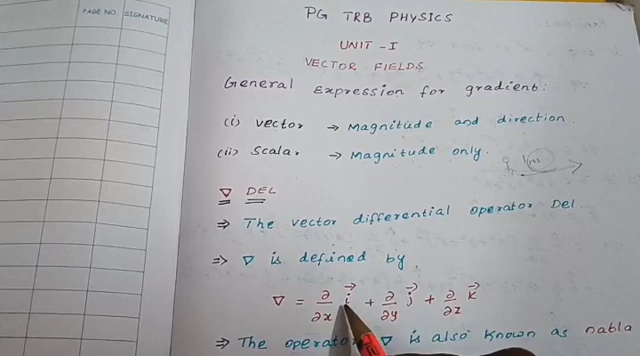 PAGE NO. SIGNATURE
PG TRB PHYSICS
UNIT - I
VECTOR FIELDS
General Expression for gradient:
(i) Vector → Magnitude and direction.
(ii) Scalar → Magnitude only.
∇ DEL
⇒ The vector differential operator Del.
⇒ ∇ is defined by
∇ = ∂/∂x i⃗ + ∂/∂y j⃗ + ∂/∂z k⃗
⇒ The operator ∇ is also known as nabla